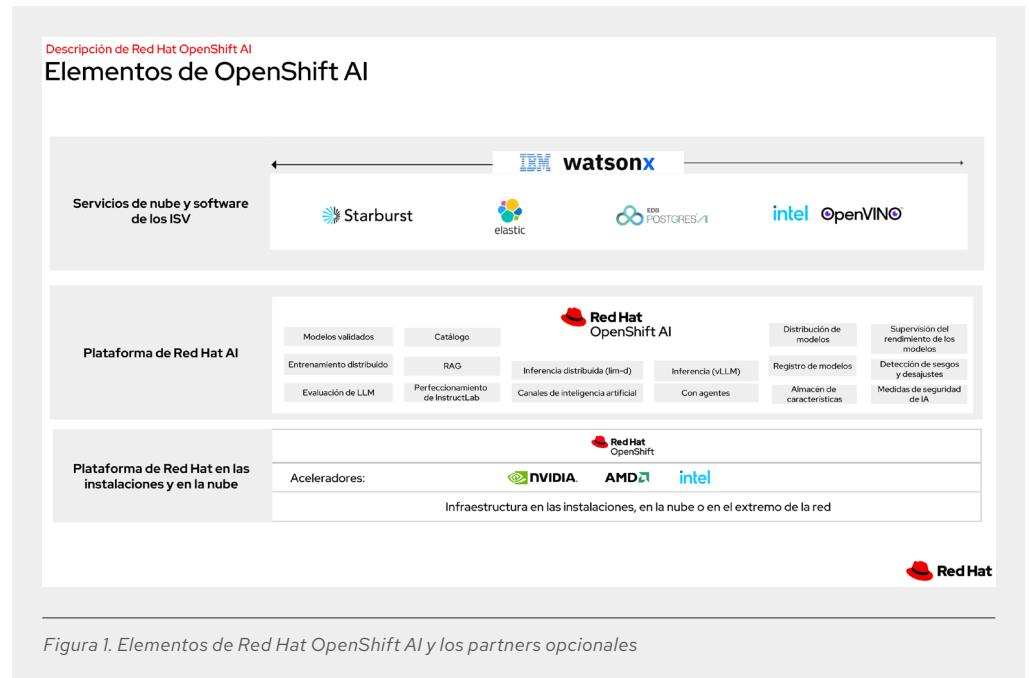 Descripción de Red Hat OpenShift AI
Elementos de OpenShift AI
Servicios de nube y software
de los ISV
IBM watsonx
Starburst
elastic
EDB
POSTGRES AI
intel OpenVINO
Plataforma de Red Hat AI
Red Hat
OpenShift AI
Modelos validados
Catálogo
Distribución de
modelos
Supervisión del
rendimiento de los
modelos
Entrenamiento distribuido
RAG
Inferencia distribuida (lim-d)
Inferencia (vLLM)
Registro de modelos
Detección de sesgos
y desajustes
Evaluación de LLM
Perfeccionamiento
de InstructLab
Canales de inteligencia artificial
Con agentes
Almacén de
características
Medidas de seguridad
de IA
Plataforma de Red Hat en las
instalaciones y en la nube
Red Hat
OpenShift
Aceleradores:
NVIDIA.
AMD
intel
Infraestructura en las instalaciones, en la nube o en el extremo de la red
Red Hat
Figura 1. Elementos de Red Hat OpenShift AI y los partners opcionales